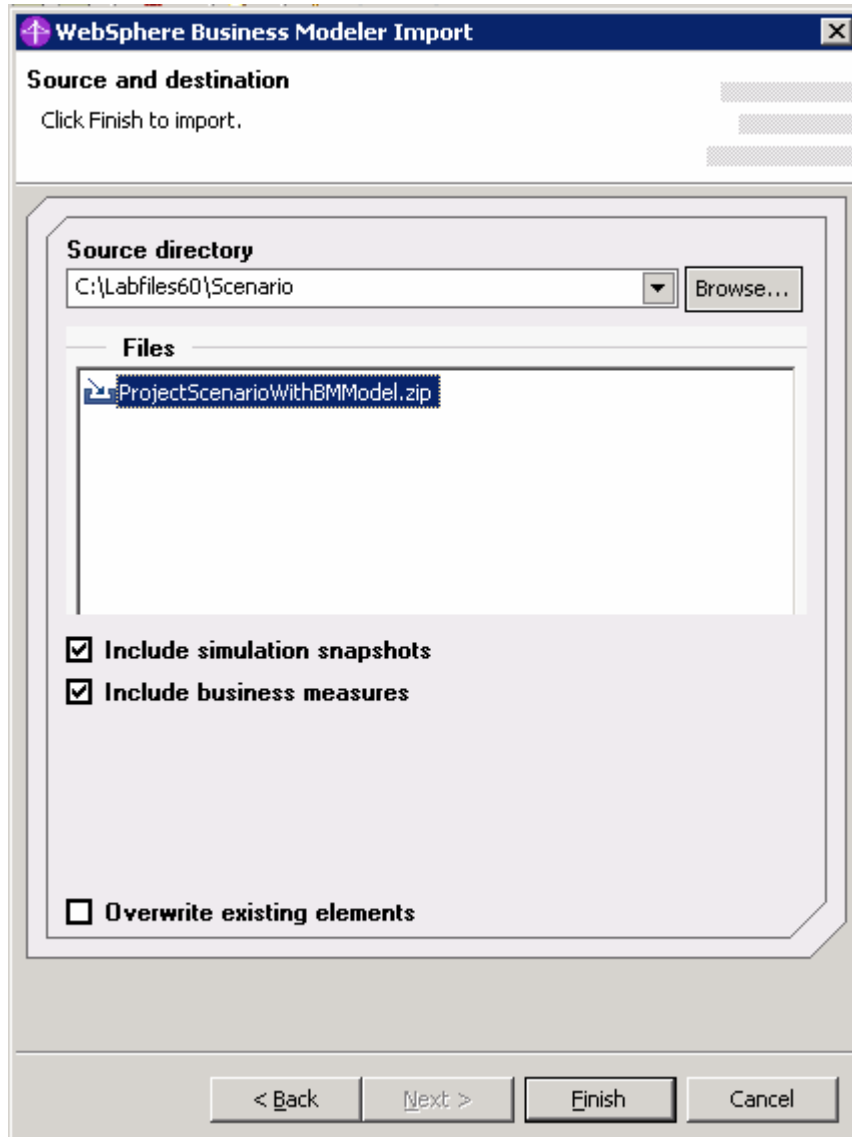 WebSphere Business Modeler Import
Source and destination
Click Finish to import.
Source directory
C:\Labfiles60\Scenario
Browse...
Files
ProjectScenarioWithBMModel.zip
Include simulation snapshots
Include business measures
Overwrite existing elements
< Back Next > Finish Cancel